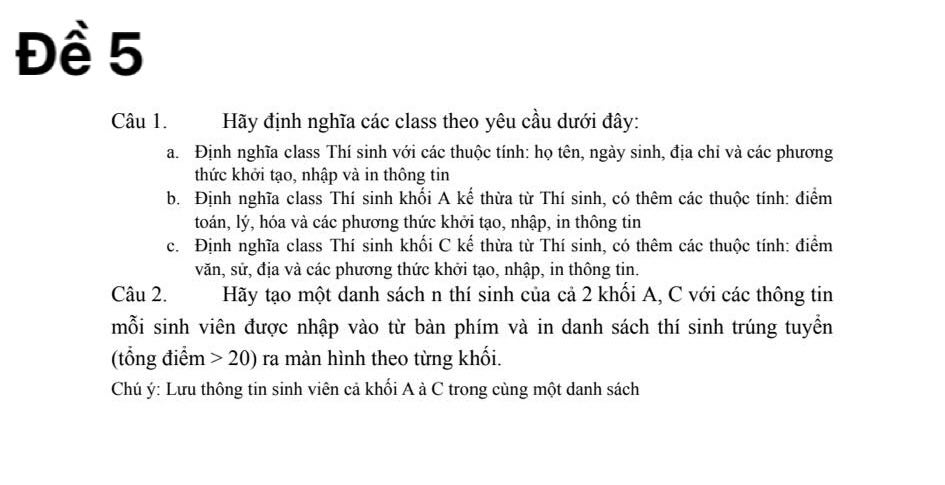 Đề 5
Câu 1. Hãy định nghĩa các class theo yêu cầu dưới đây:
a. Định nghĩa class Thí sinh với các thuộc tính: họ tên, ngày sinh, địa chỉ và các phương
thức khởi tạo, nhập và in thông tin
b. Định nghĩa class Thí sinh khối A kế thừa từ Thí sinh, có thêm các thuộc tính: điểm
toán, lý, hóa và các phương thức khởi tạo, nhập, in thông tin
c. Định nghĩa class Thí sinh khối C kế thừa từ Thí sinh, có thêm các thuộc tính: điểm
văn, sử, địa và các phương thức khởi tạo, nhập, in thông tin.
Câu 2. Hãy tạo một danh sách n thí sinh của cả 2 khối A, C với các thông tin
mỗi sinh viên được nhập vào từ bàn phím và in danh sách thí sinh trúng tuyển
(tổng điểm > 20) ra màn hình theo từng khối.
Chú ý: Lưu thông tin sinh viên cả khối A à C trong cùng một danh sách